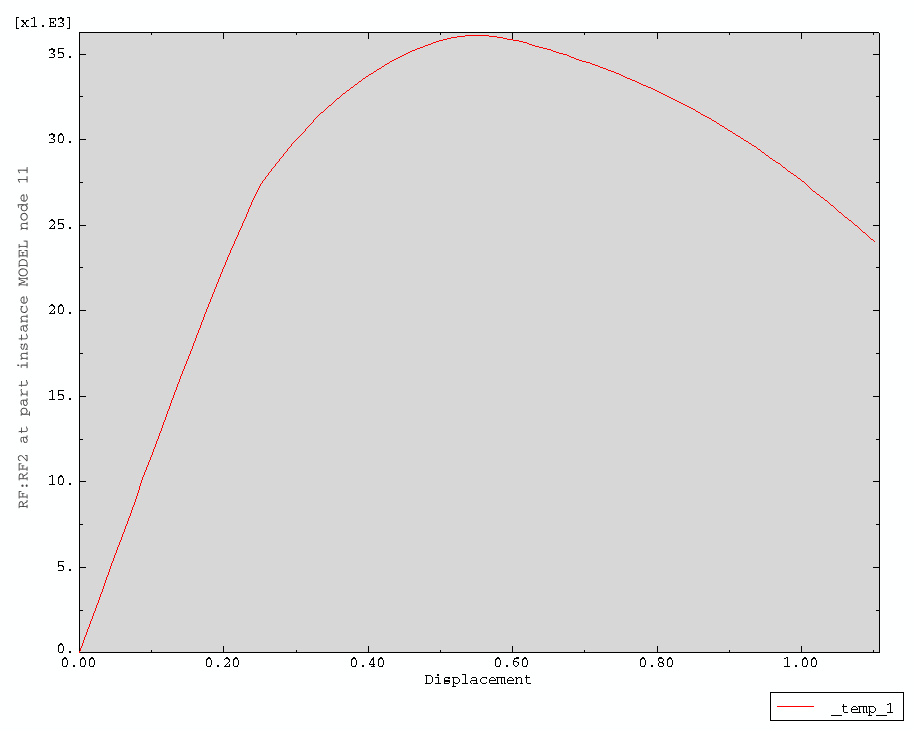 [x1.E3]
35.
30.
25.
20.
15.
10.
5.
0.
RF:RF2 at part instance MODEL node 11
0.00 0.20 0.40 0.60 0.80 1.00
Displacement
_temp_1